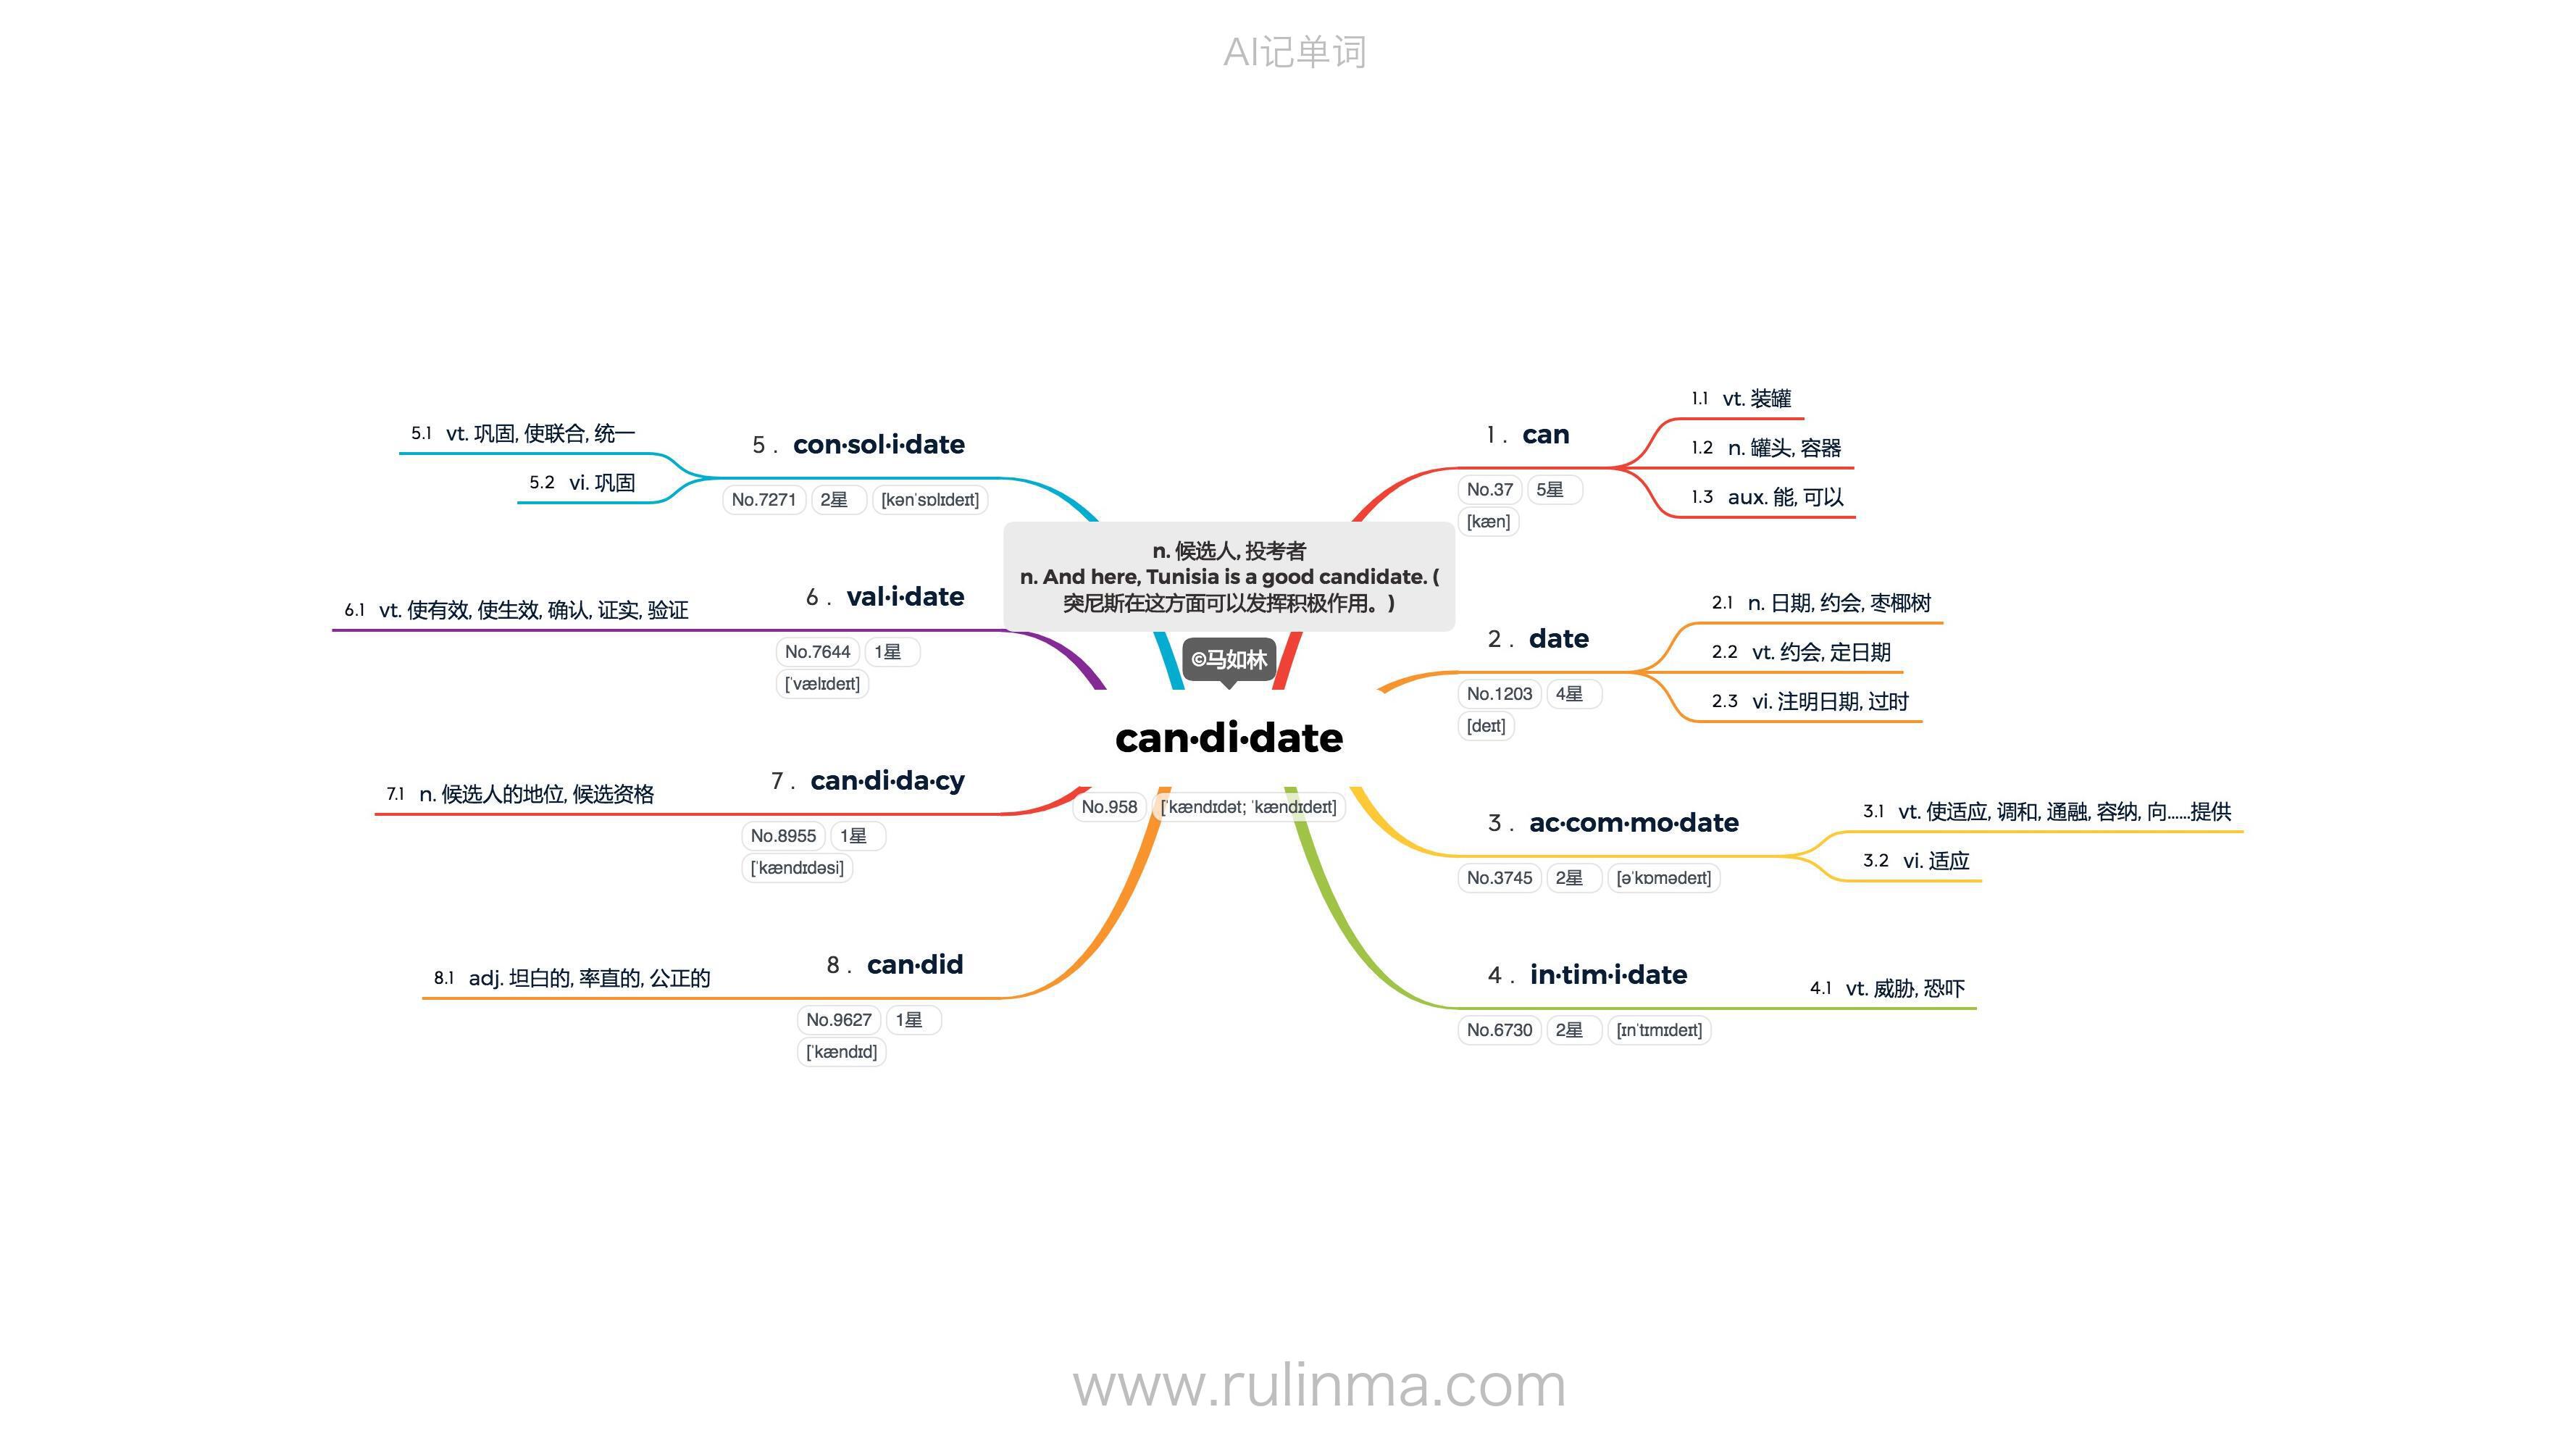 AI记单词
n. 候选人, 投考者
n. And here, Tunisia is a good candidate. (
突尼斯在这方面可以发挥积极作用。)
©马如林
can·di·date
No.958 [ˈkændɪdət; ˈkændɪdeɪt]
1 . can
No.37 5星
[kæn]
1.1 vt. 装罐
1.2 n. 罐头, 容器
1.3 aux. 能, 可以
2 . date
No.1203 4星
[deɪt]
2.1 n. 日期, 约会, 枣椰树
2.2 vt. 约会, 定日期
2.3 vi. 注明日期, 过时
3 . ac·com·mo·date
No.3745 2星 [əˈkɒmədeɪt]
3.1 vt. 使适应, 调和, 通融, 容纳, 向……提供
3.2 vi. 适应
4 . in·tim·i·date
No.6730 2星 [ɪnˈtɪmɪdeɪt]
4.1 vt. 威胁, 恐吓
5 . con·sol·i·date
No.7271 2星 [kənˈsɒlɪdeɪt]
5.1 vt. 巩固, 使联合, 统一
5.2 vi. 巩固
6 . val·i·date
No.7644 1星
[ˈvælɪdeɪt]
6.1 vt. 使有效, 使生效, 确认, 证实, 验证
7 . can·di·da·cy
No.8955 1星
[ˈkændɪdəsi]
7.1 n. 候选人的地位, 候选资格
8 . can·did
No.9627 1星
[ˈkændɪd]
8.1 adj. 坦白的, 率直的, 公正的
www.rulinma.com